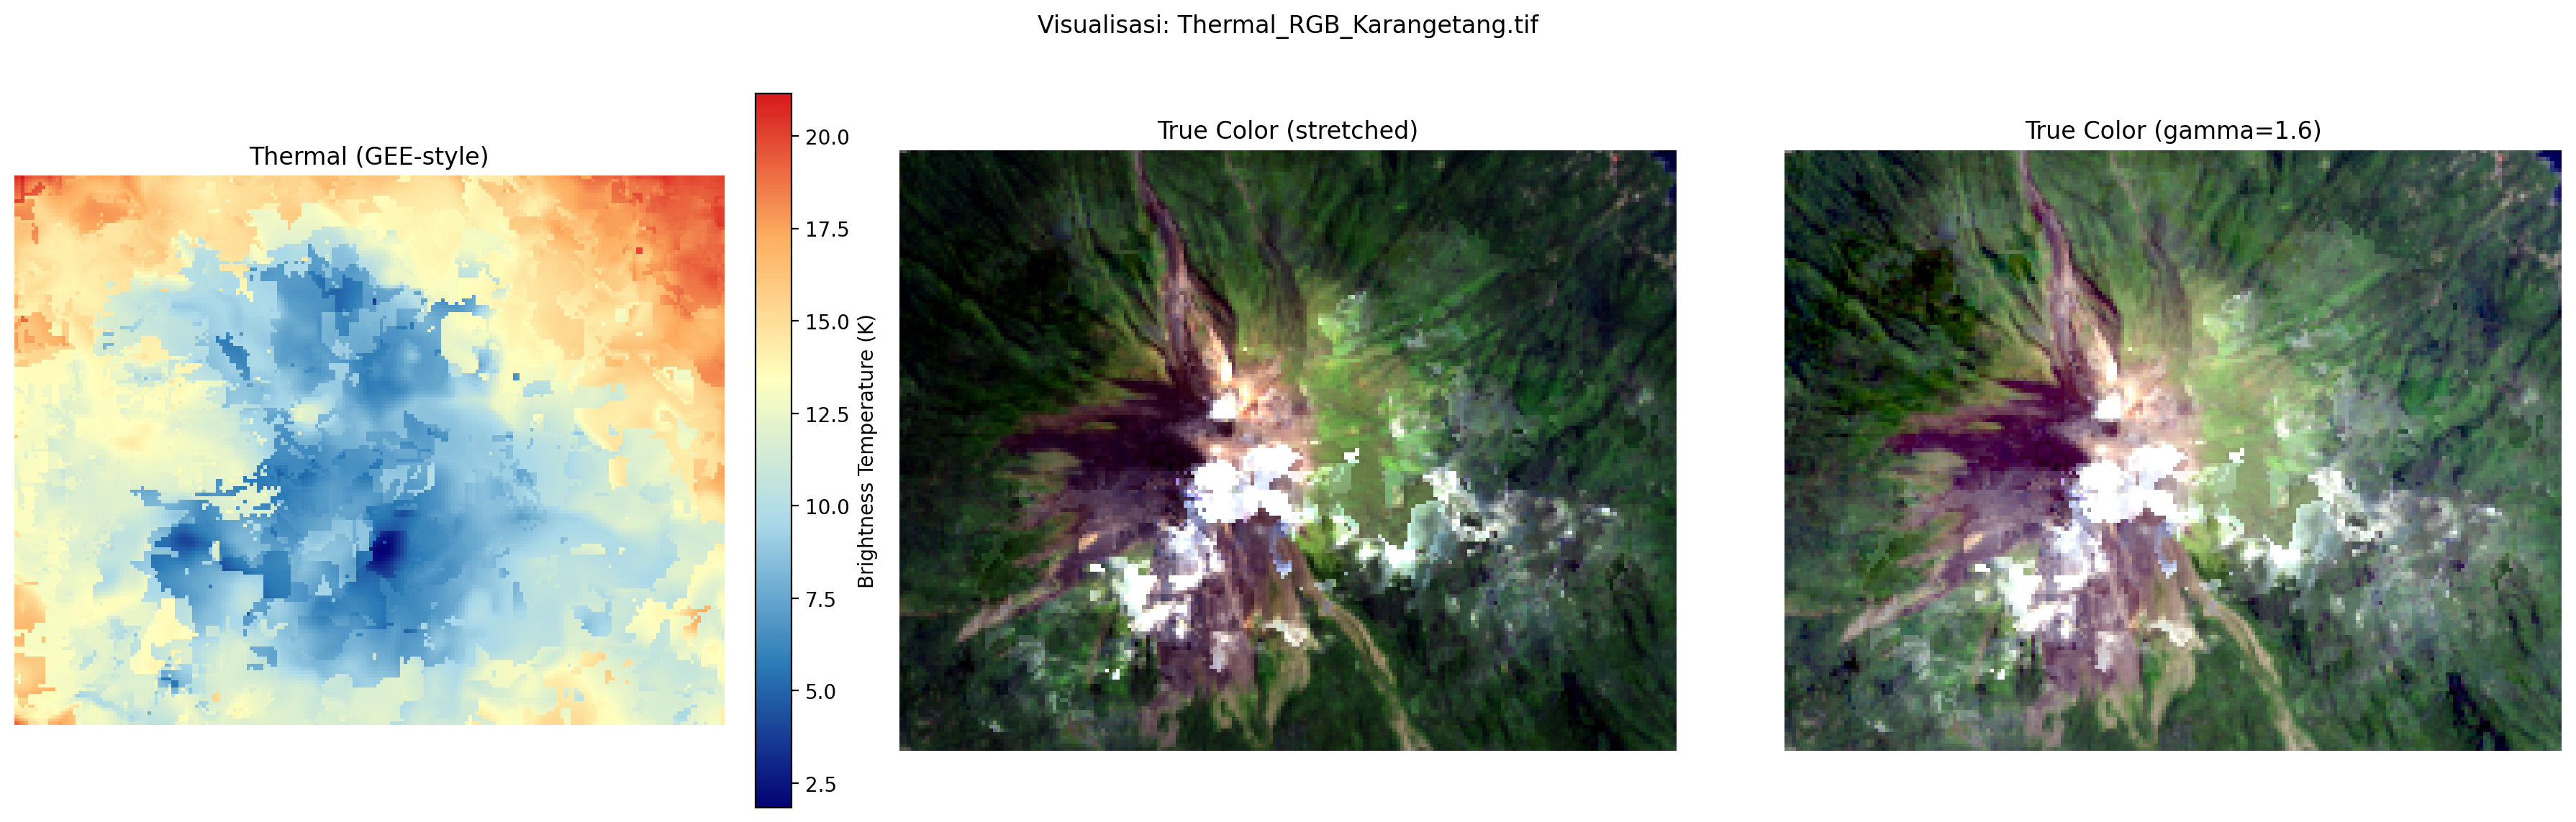 Visualisasi: Thermal_RGB_Karangetang.tif
Thermal (GEE-style)
20.0
17.5
15.0
12.5
10.0
7.5
5.0
2.5
Brightness Temperature (K)
True Color (stretched)
True Color (gamma=1.6)